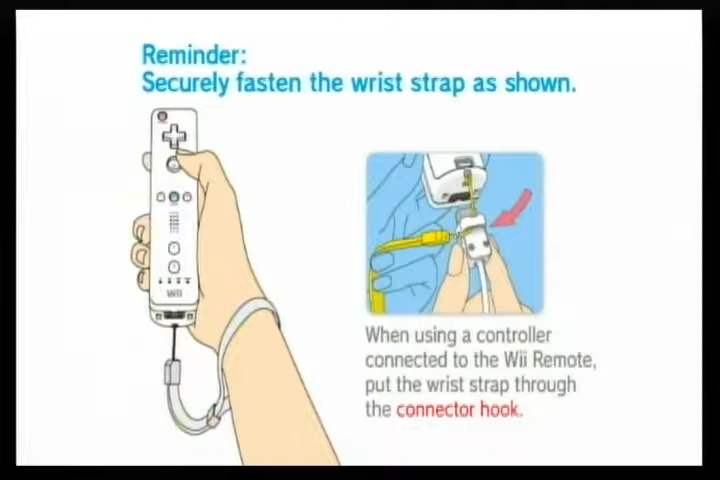 Reminder:
Securely fasten the wrist strap as shown.
Wii
When using a controller
connected to the Wii Remote,
put the wrist strap through
the connector hook.